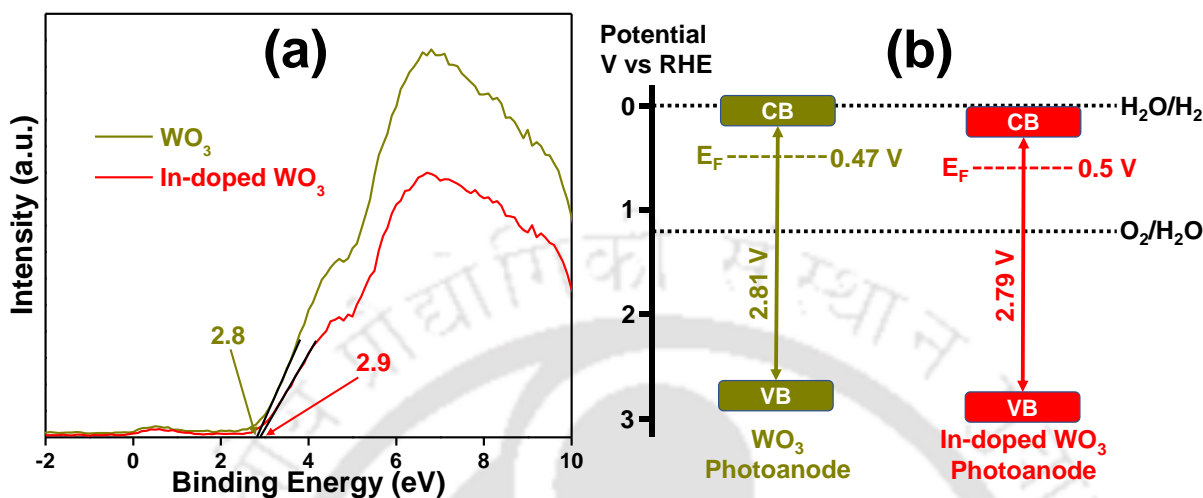 (a)
WO3
In-doped WO3
2.8
2.9
Intensity (a.u.)
-2 0 2 4 6 8 10
Binding Energy (eV)
(b)
Potential
V vs RHE
0
1
2
3
H2O/H2
O2/H2O
CB
EF 0.47 V
2.81 V
VB
WO3
Photoanode
CB
EF 0.5 V
2.79 V
VB
In-doped WO3
Photoanode